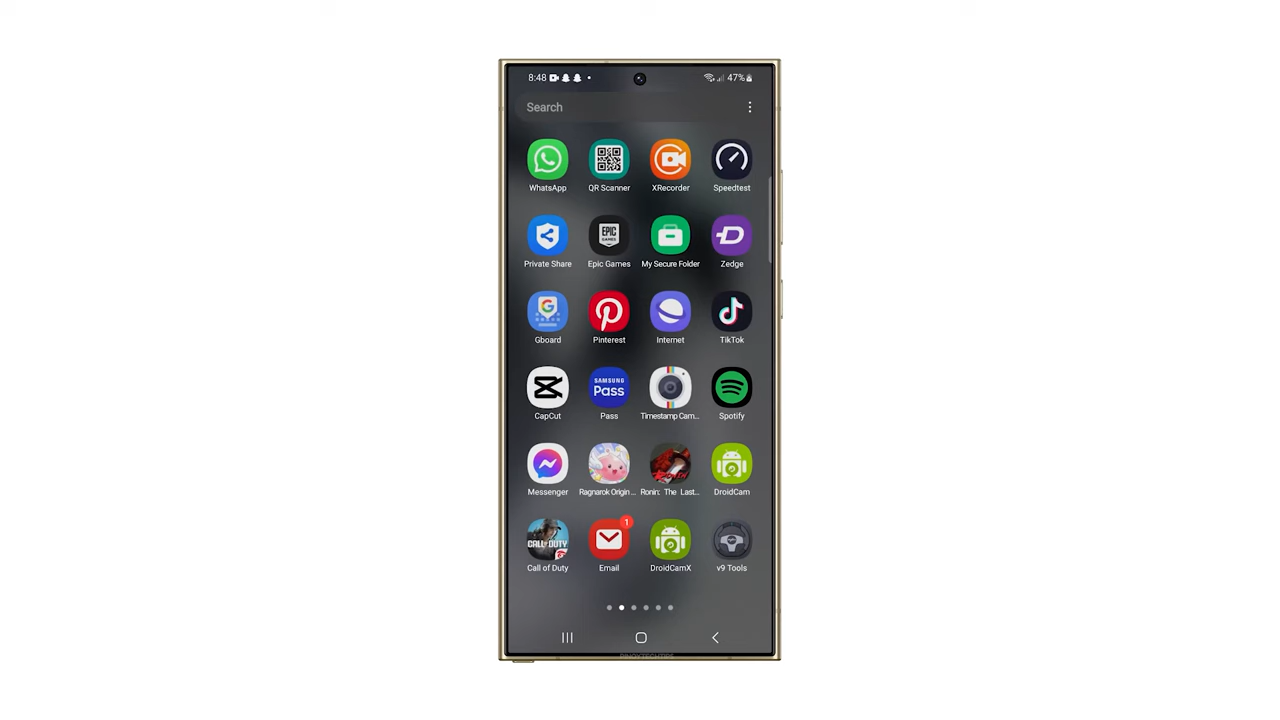 8:48 47%
Search
WhatsApp QR Scanner XRecorder Speedtest
EPIC GAMES
Private Share Epic Games My Secure Folder Zedge
Gboard Pinterest Internet TikTok
SAMSUNG Pass
CapCut Pass Timestamp Cam... Spotify
Messenger Ragnarok Origin ... Ronin: The Last... DroidCam
CALL OF DUTY 1
Call of Duty Email DroidCamX v9 Tools
PINOYTECHTIPS